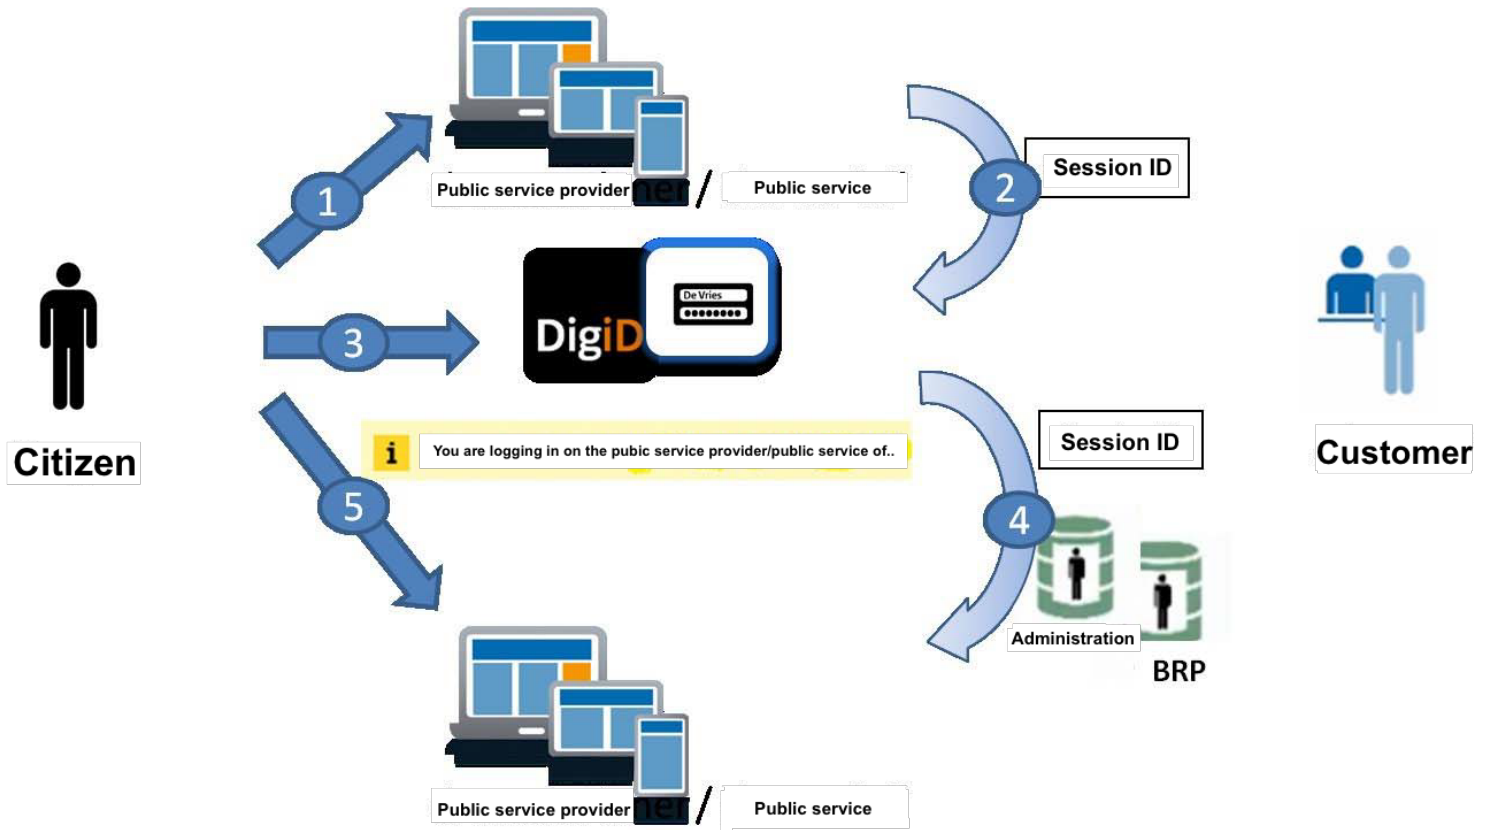 1
Public service provider / Public service
2
Session ID
De Vries
DigiD
3
Citizen
i You are logging in on the pubic service provider/public service of..
Session ID
Customer
5
4
Administration
BRP
Public service provider / Public service